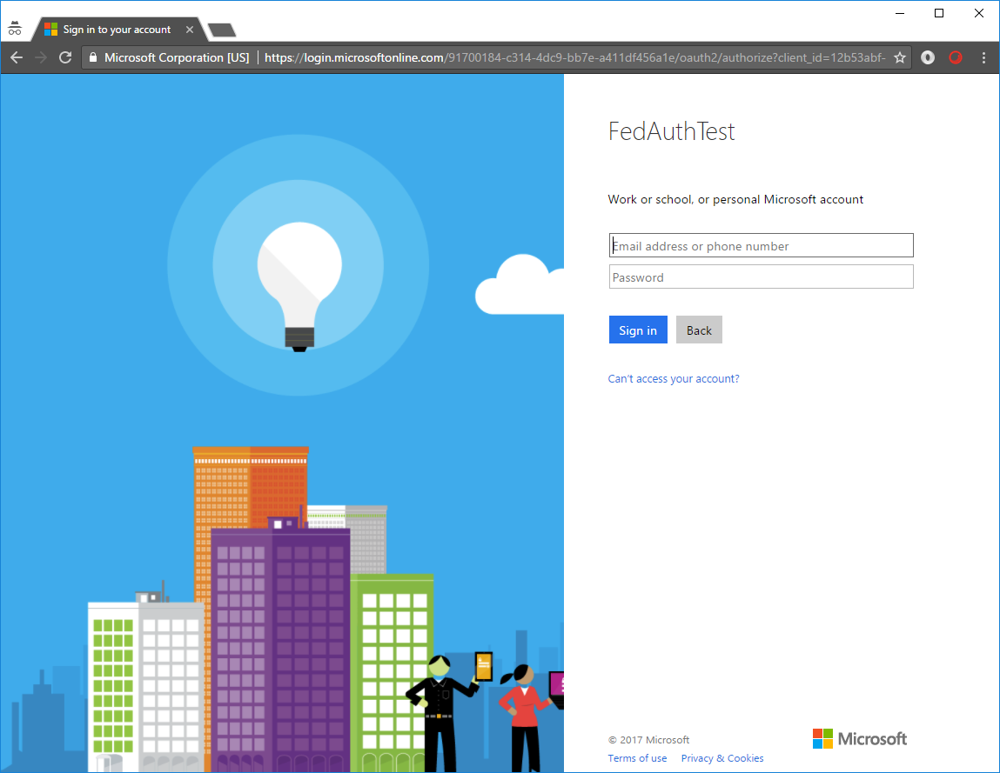 Sign in to your account
Microsoft Corporation [US] https://login.microsoftonline.com/91700184-c314-4dc9-bb7e-a411df456a1e/oauth2/authorize?client_id=12b53abf-
FedAuthTest
Work or school, or personal Microsoft account
Email address or phone number
Password
Sign in Back
Can't access your account?
© 2017 Microsoft
Microsoft
Terms of use Privacy & Cookies